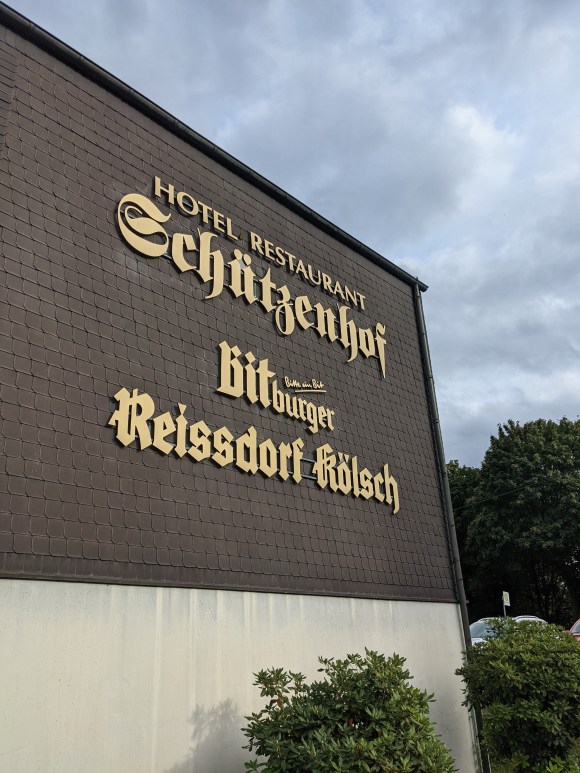 HOTEL RESTAURANT
Schützenhof
Bitburger
Bitte ein Bit
Reissdorf Kölsch